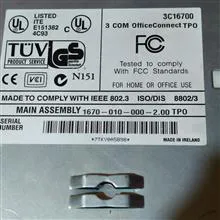 LISTED
ITE
E151382
4C93
3C16700
3 COM OfficeConnect TPO
TÜV
GS
FC
Tested To Comply
With FCC Standards
FOR HOME OR OFFICE USE
VCI
N151
MADE TO COMPLY WITH IEEE 802.3 ISO/DIS 8802/3
MAIN ASSEMBLY 1670-010-000-2.00 TPO
SERIAL
NUMBER
MADE IN IRELAND